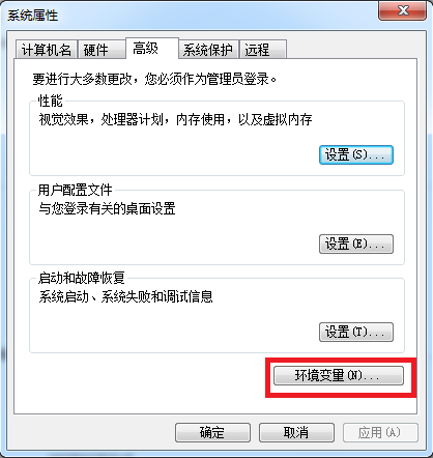 系统属性
计算机名 硬件 高级 系统保护 远程
要进行大多数更改，您必须作为管理员登录。
性能
视觉效果，处理器计划，内存使用，以及虚拟内存
设置(S)...
用户配置文件
与您登录有关的桌面设置
设置(E)...
启动和故障恢复
系统启动、系统失败和调试信息
设置(T)...
环境变量(N)...
确定 取消 应用(A)